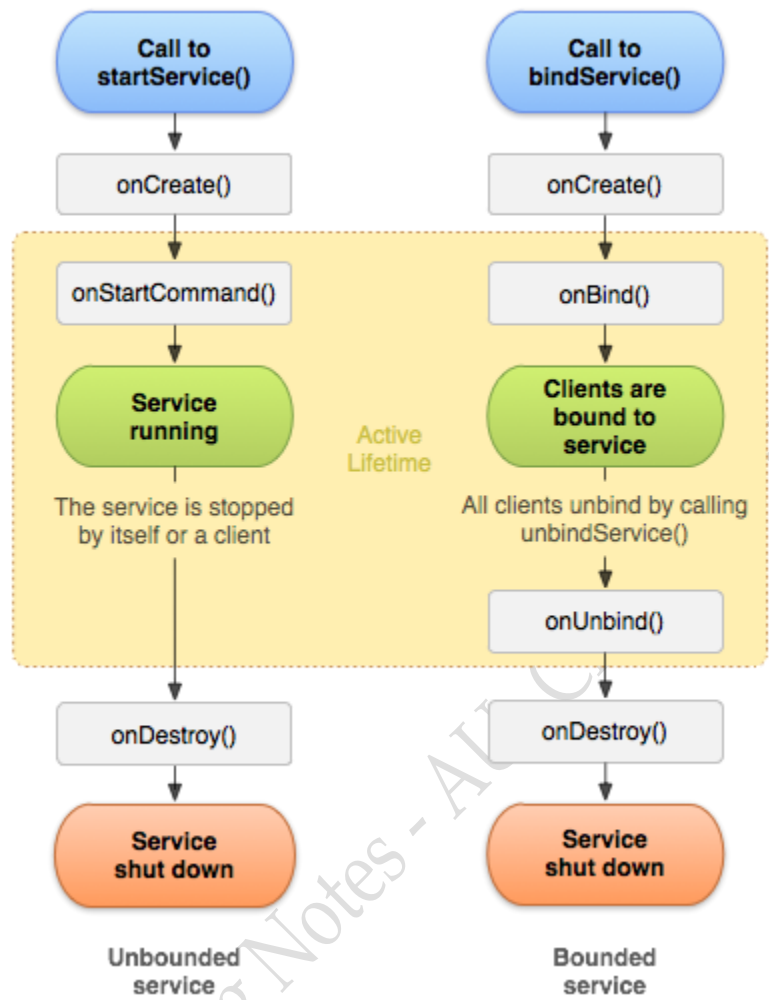 Call to
startService()
onCreate()
onStartCommand()
Service
running
The service is stopped
by itself or a client
onDestroy()
Service
shut down
Unbounded
service
Active
Lifetime
Call to
bindService()
onCreate()
onBind()
Clients are
bound to
service
All clients unbind by calling
unbindService()
onUnbind()
onDestroy()
Service
shut down
Bounded
service
Notes - AU